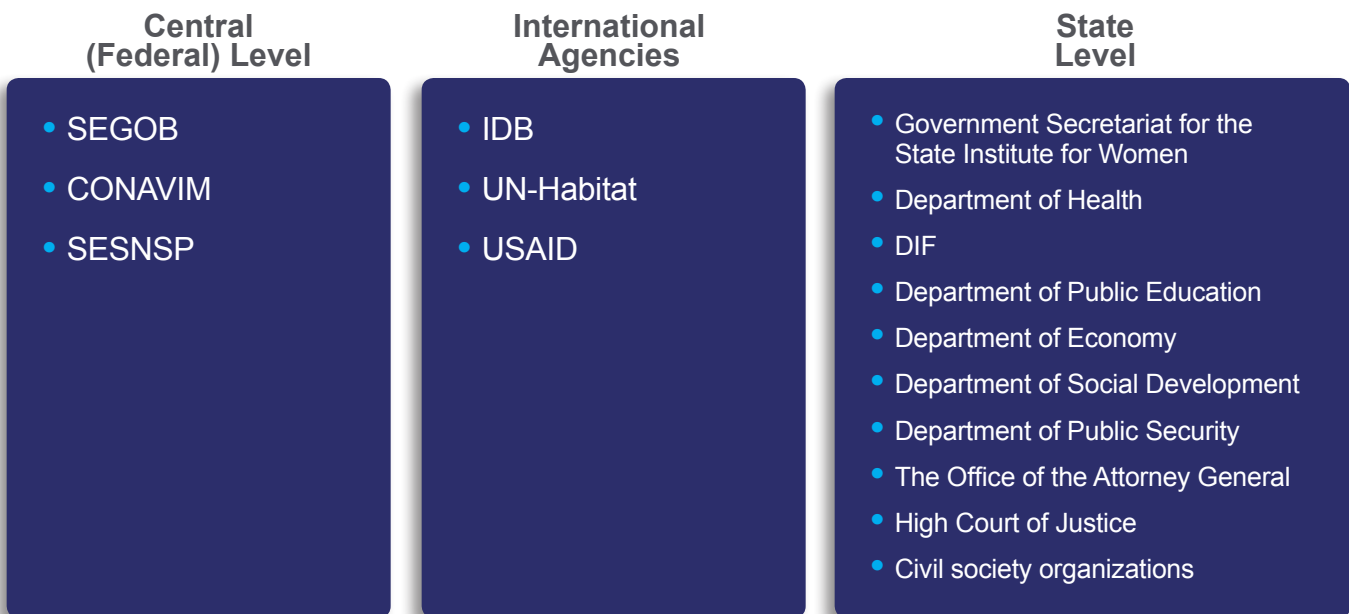 Central
(Federal) Level
• SEGOB
• CONAVIM
• SESNSP
International
Agencies
• IDB
• UN-Habitat
• USAID
State
Level
• Government Secretariat for the
State Institute for Women
• Department of Health
• DIF
• Department of Public Education
• Department of Economy
• Department of Social Development
• Department of Public Security
• The Office of the Attorney General
• High Court of Justice
• Civil society organizations